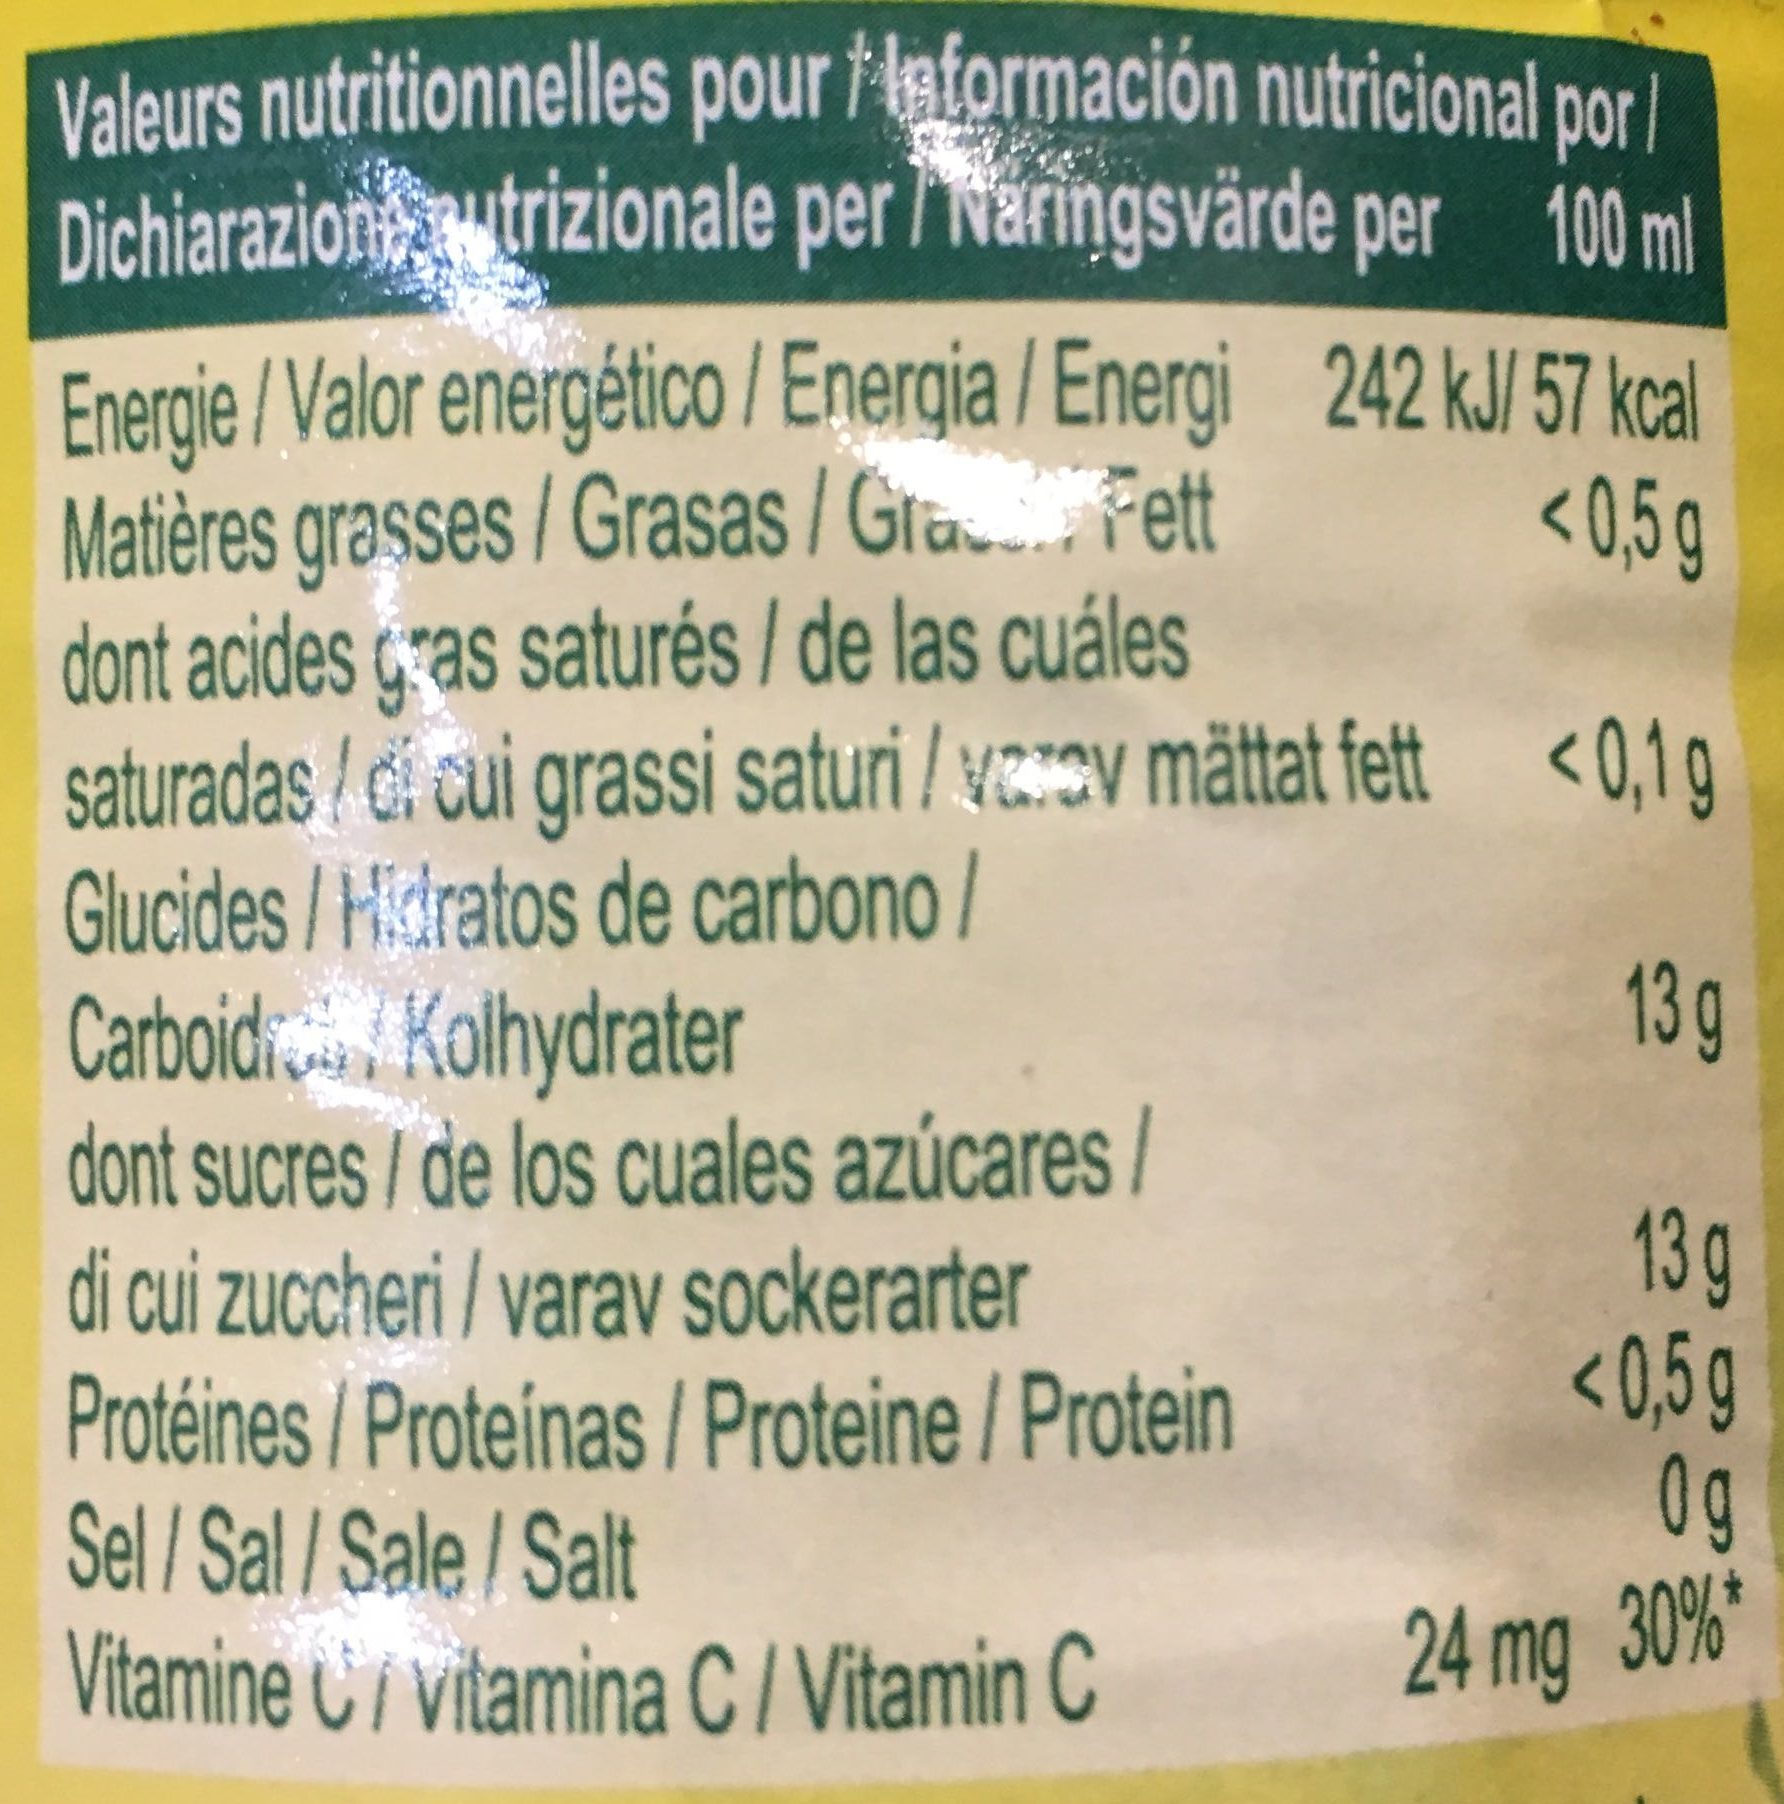 Valeurs nutritionnelles pour / Información nutricional por /
Dichiarazione nutrizionale per / Näringsvärde per 100 ml
Energie / Valor energético / Energia / Energi 242 kJ/ 57 kcal
Matières grasses / Grasas / Grassi / Fett <0,5 g
dont acides gras saturés / de las cuáles
saturadas / di cui grassi saturi / varav mättat fett <0,1 g
Glucides / Hidratos de carbono /
Carboidrati / Kolhydrater 13 g
dont sucres / de los cuales azúcares /
di cui zuccheri / varav sockerarter 13 g
Protéines / Proteínas / Proteine / Protein <0,5 g
Sel / Sal / Sale / Salt 0 g
Vitamine C / Vitamina C / Vitamin C 24 mg 30%*